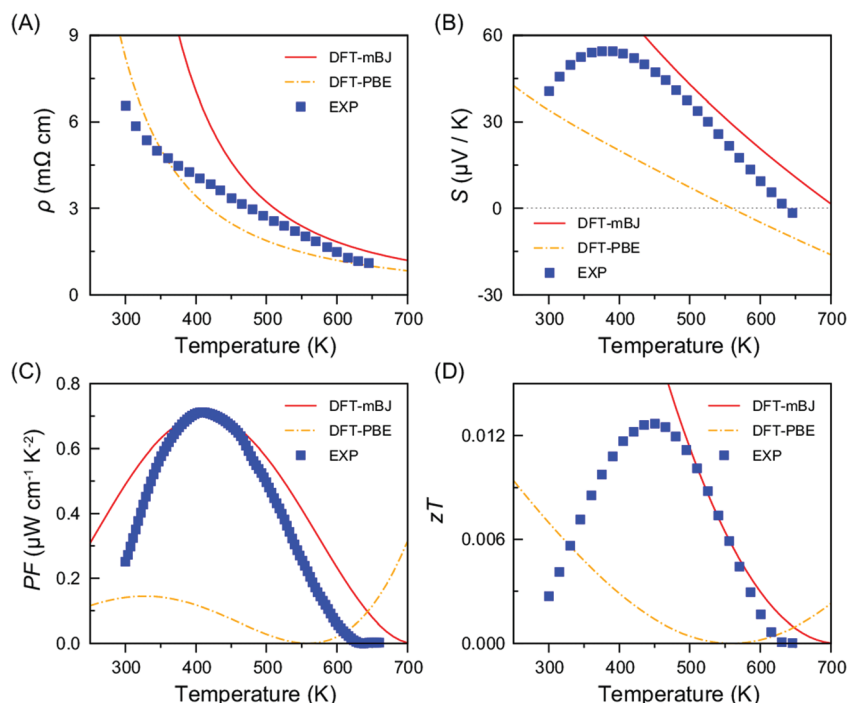 (A)
9
6
3
0
ρ (mΩ cm)
DFT-mBJ
DFT-PBE
EXP
300 400 500 600 700
Temperature (K)
(B)
60
30
0
-30
S (µV / K)
DFT-mBJ
DFT-PBE
EXP
300 400 500 600 700
Temperature (K)
(C)
0.8
0.6
0.4
0.2
0.0
PF (µW cm⁻¹ K⁻²)
DFT-mBJ
DFT-PBE
EXP
300 400 500 600 700
Temperature (K)
(D)
0.012
0.006
0.000
zT
DFT-mBJ
DFT-PBE
EXP
300 400 500 600 700
Temperature (K)